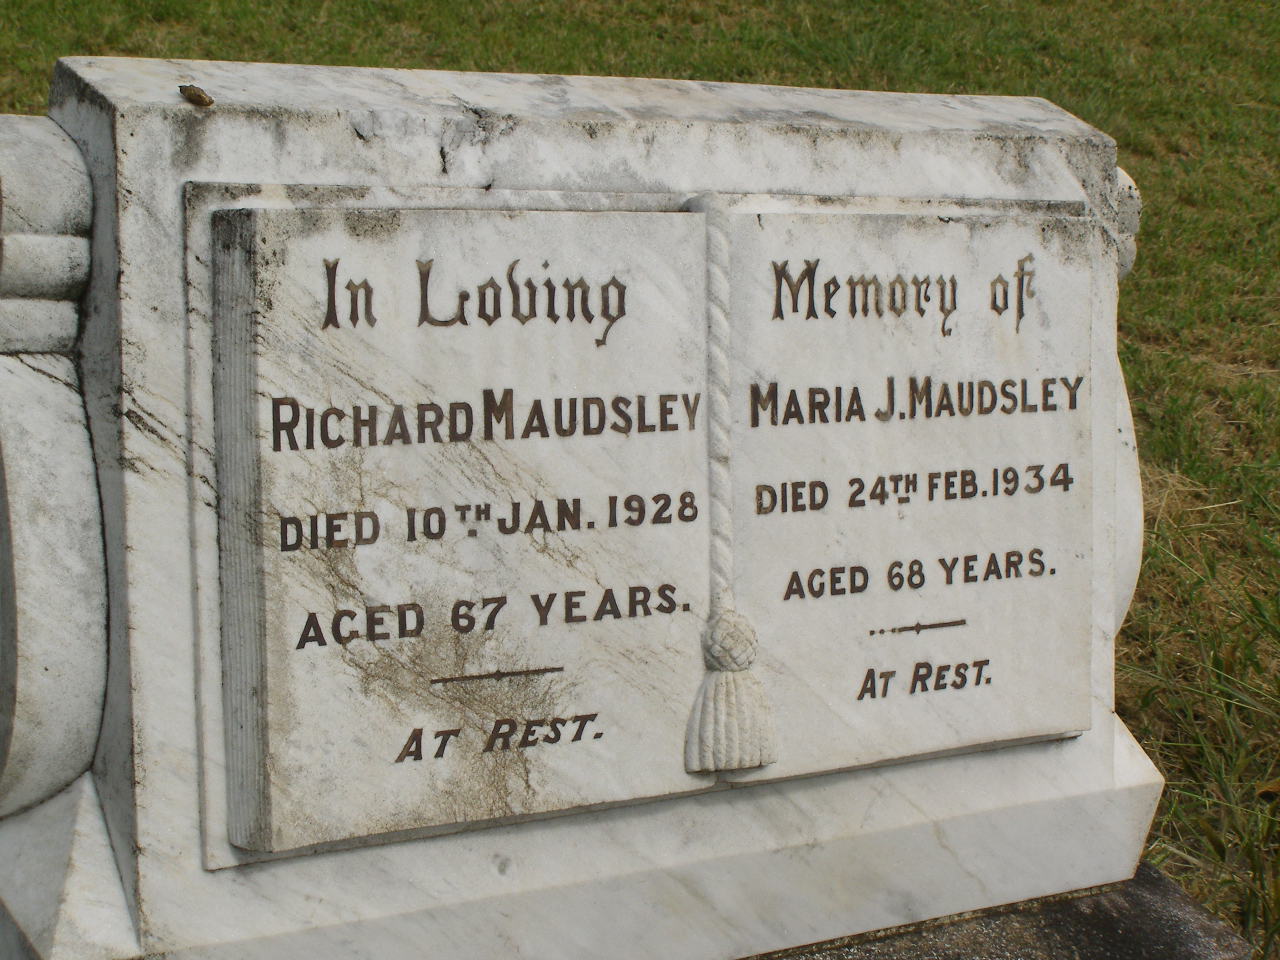 In Loving
RICHARD MAUDSLEY
DIED 10TH JAN. 1928
AGED 67 YEARS.
AT REST.
Memory of
MARIA J. MAUDSLEY
DIED 24TH FEB. 1934
AGED 68 YEARS.
AT REST.